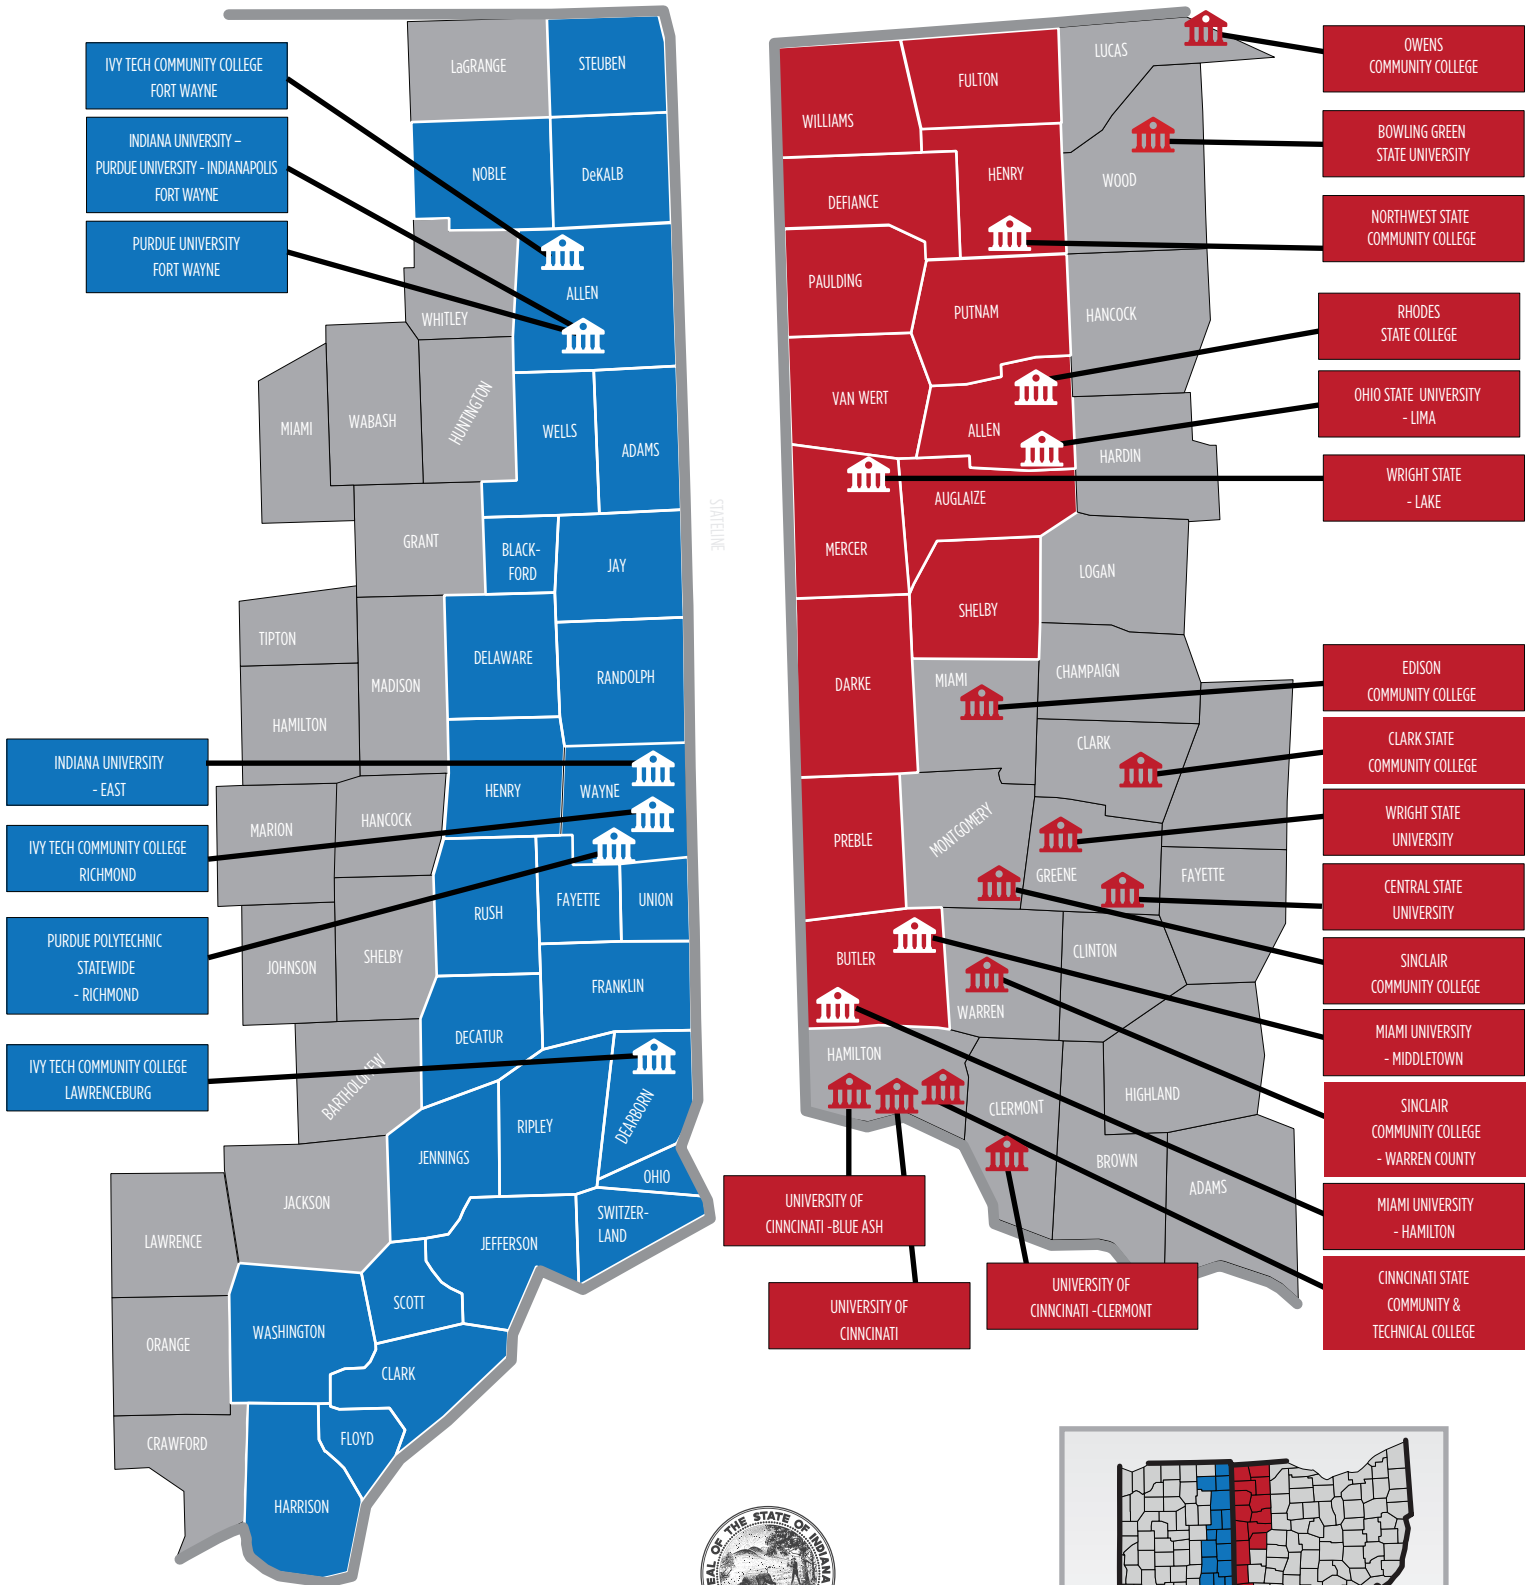 IVY TECH COMMUNITY COLLEGE
FORT WAYNE
INDIANA UNIVERSITY –
PURDUE UNIVERSITY - INDIANAPOLIS
FORT WAYNE
PURDUE UNIVERSITY
FORT WAYNE
INDIANA UNIVERSITY
- EAST
IVY TECH COMMUNITY COLLEGE
RICHMOND
PURDUE POLYTECHNIC
STATEWIDE
- RICHMOND
IVY TECH COMMUNITY COLLEGE
LAWRENCEBURG
LaGRANGE
STEUBEN
NOBLE
DeKALB
ALLEN
WHITLEY
HUNTINGTON
WABASH
MIAMI
WELLS
ADAMS
GRANT
BLACK-
FORD
JAY
TIPTON
MADISON
DELAWARE
RANDOLPH
HAMILTON
HENRY
WAYNE
MARION
HANCOCK
RUSH
FAYETTE
UNION
JOHNSON
SHELBY
FRANKLIN
DECATUR
BARTHOLOMEW
RIPLEY
DEARBORN
JENNINGS
OHIO
JACKSON
SWITZER-
LAND
JEFFERSON
LAWRENCE
SCOTT
WASHINGTON
ORANGE
CLARK
FLOYD
CRAWFORD
HARRISON
STATELINE
LUCAS
FULTON
WILLIAMS
HENRY
WOOD
DEFIANCE
PAULDING
PUTNAM
HANCOCK
VAN WERT
ALLEN
HARDIN
AUGLAIZE
MERCER
LOGAN
SHELBY
DARKE
MIAMI
CHAMPAIGN
CLARK
MONTGOMERY
PREBLE
GREENE
FAYETTE
BUTLER
CLINTON
WARREN
HAMILTON
CLERMONT
HIGHLAND
BROWN
ADAMS
OWENS
COMMUNITY COLLEGE
BOWLING GREEN
STATE UNIVERSITY
NORTHWEST STATE
COMMUNITY COLLEGE
RHODES
STATE COLLEGE
OHIO STATE UNIVERSITY
- LIMA
WRIGHT STATE
- LAKE
EDISON
COMMUNITY COLLEGE
CLARK STATE
COMMUNITY COLLEGE
WRIGHT STATE
UNIVERSITY
CENTRAL STATE
UNIVERSITY
SINCLAIR
COMMUNITY COLLEGE
MIAMI UNIVERSITY
- MIDDLETOWN
SINCLAIR
COMMUNITY COLLEGE
- WARREN COUNTY
MIAMI UNIVERSITY
- HAMILTON
CINNCINATI STATE
COMMUNITY &
TECHNICAL COLLEGE
UNIVERSITY OF
CINNCINATI -BLUE ASH
UNIVERSITY OF
CINNCINATI
UNIVERSITY OF
CINNCINATI -CLERMONT
OF THE STATE OF INDIANA